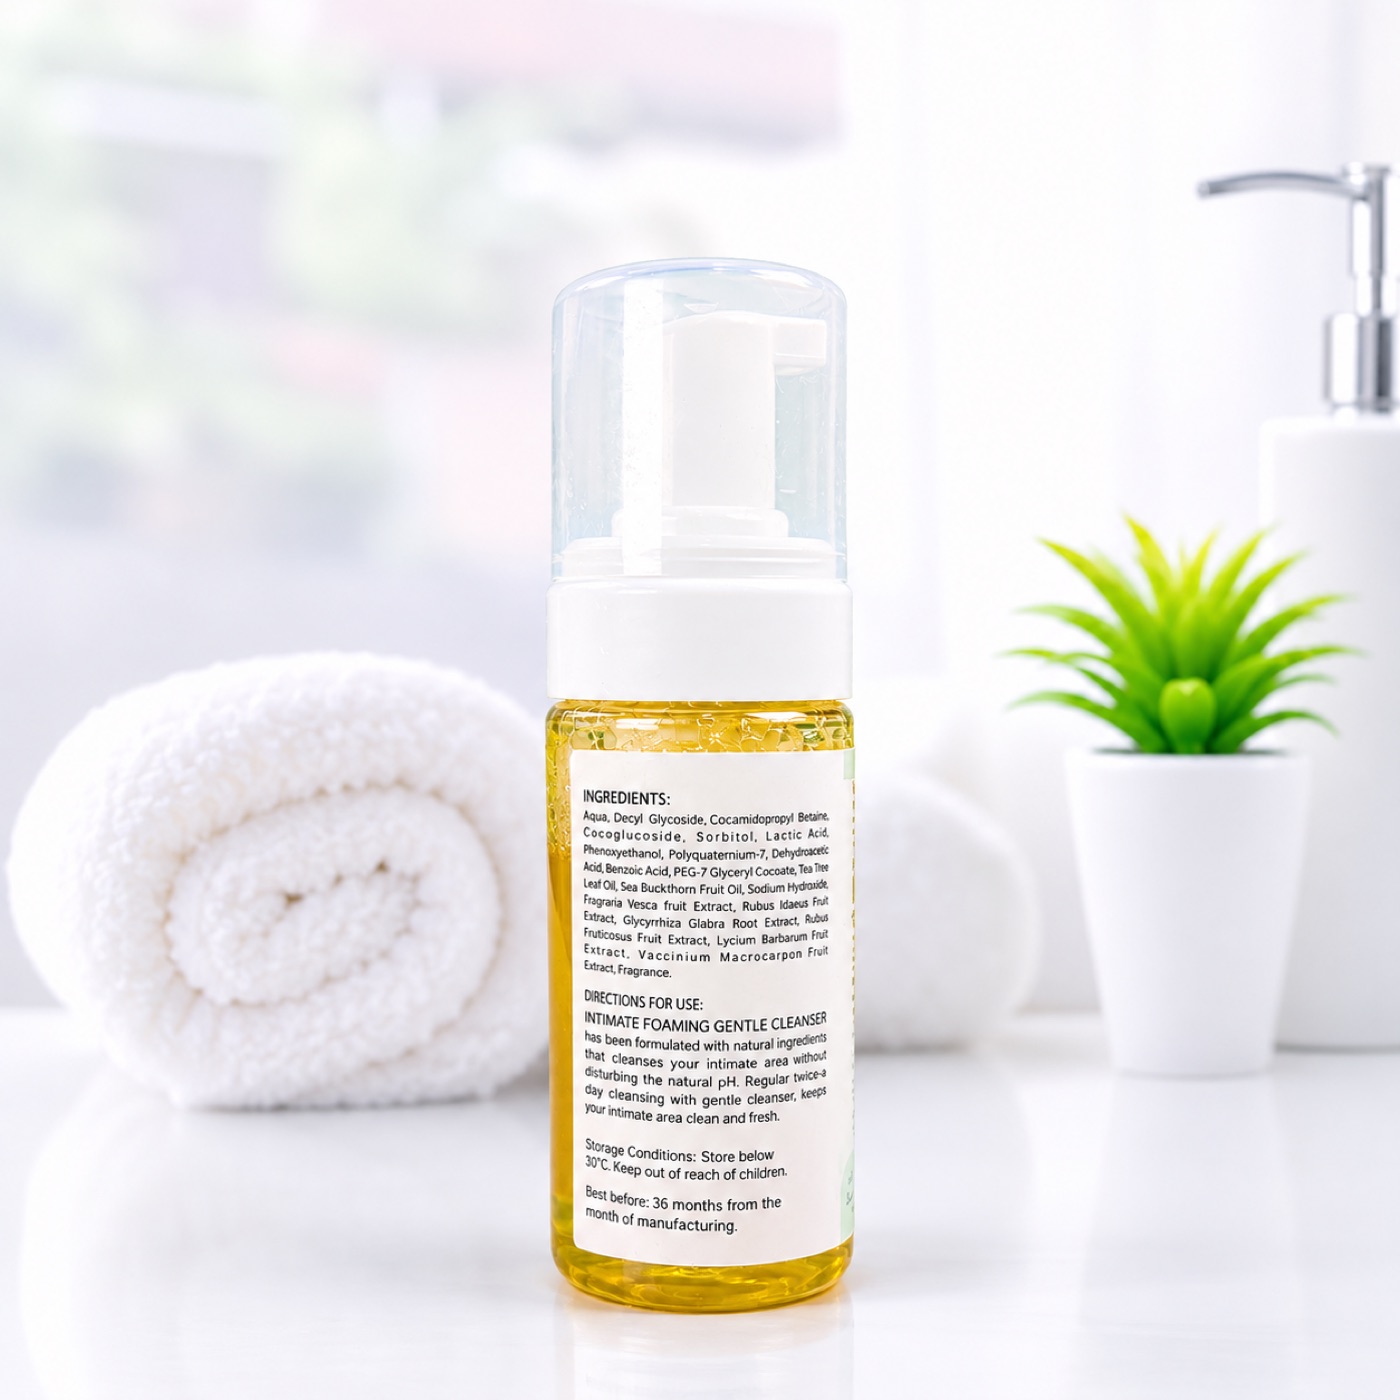 INGREDIENTS:
Aqua, Decyl Glycoside, Cocamidopropyl Betaine,
Cocoglucoside, Sorbitol, Lactic Acid,
Phenoxyethanol, Polyquaternium-7, Dehydroacetic
Acid, Benzoic Acid, PEG-7 Glyceryl Cocoate, Tea Tree
Leaf Oil, Sea Buckthorn Fruit Oil, Sodium Hydroxide,
Fragraria Vesca fruit Extract, Rubus Idaeus Fruit
Extract, Glycyrrhiza Glabra Root Extract, Rubus
Fruticosus Fruit Extract, Lycium Barbarum Fruit
Extract, Vaccinium Macrocarpon Fruit
Extract, Fragrance.
DIRECTIONS FOR USE:
INTIMATE FOAMING GENTLE CLEANSER
has been formulated with natural ingredients
that cleanses your intimate area without
disturbing the natural pH. Regular twice-a
day cleansing with gentle cleanser, keeps
your intimate area clean and fresh.
Storage Conditions: Store below
30°C. Keep out of reach of children.
Best before: 36 months from the
month of manufacturing.